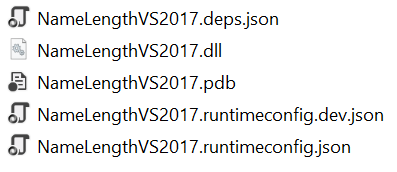 NameLengthVS2017.deps.json
NameLengthVS2017.dll
NameLengthVS2017.pdb
NameLengthVS2017.runtimeconfig.dev.json
NameLengthVS2017.runtimeconfig.json